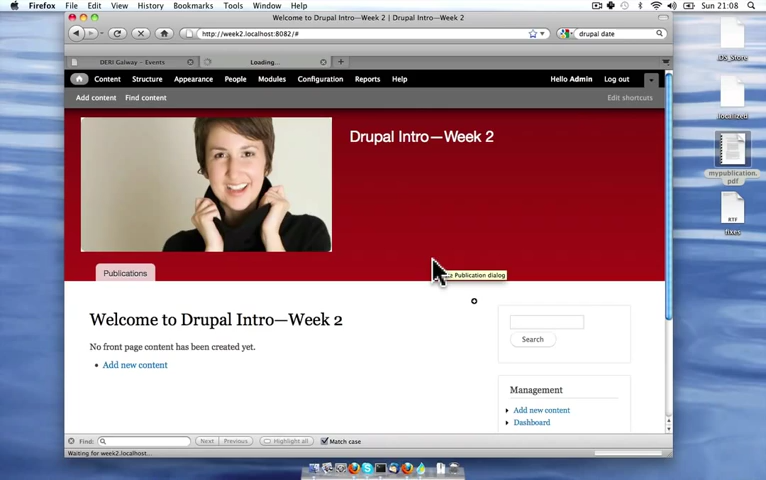 Firefox File Edit View History Bookmarks Tools Window Help Sun 21:08
Welcome to Drupal Intro—Week 2 | Drupal Intro—Week 2
http://week2.localhost:8082/# drupal date
DERI Galway – Events Loading...
Content Structure Appearance People Modules Configuration Reports Help Hello Admin Log out
Add content Find content Edit shortcuts
Drupal Intro—Week 2
Publication dialog
Publications
Welcome to Drupal Intro—Week 2
No front page content has been created yet.
Add new content
Search
Management
Add new content
Dashboard
Find: Next Previous Highlight all Match case
Waiting for week2.localhost...
.DS_Store
.localized
mypublication.
pdf
RTF
fixes